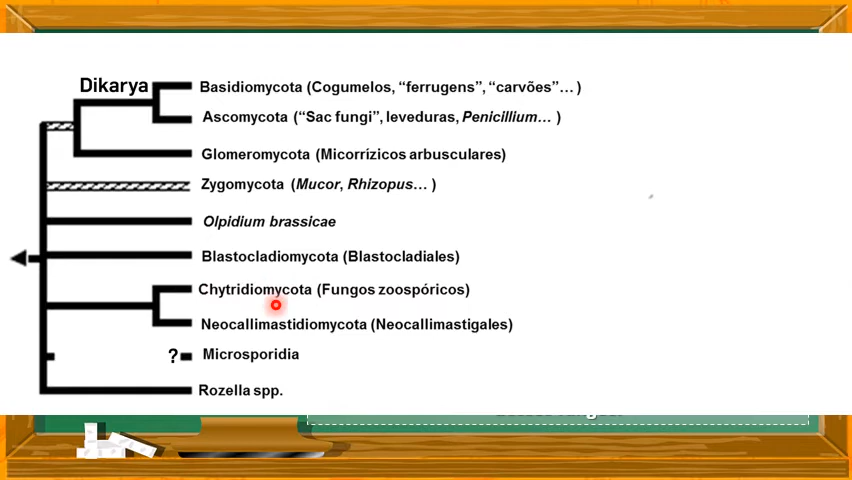 Dikarya
Basidiomycota (Cogumelos, “ferrugens”, “carvões”… )
Ascomycota (“Sac fungi”, leveduras, Penicillium… )
Glomeromycota (Micorrízicos arbusculares)
Zygomycota (Mucor, Rhizopus… )
Olpidium brassicae
Blastocladiomycota (Blastocladiales)
Chytridiomycota (Fungos zoospóricos)
Neocallimastidiomycota (Neocallimastigales)
? Microsporidia
Rozella spp.